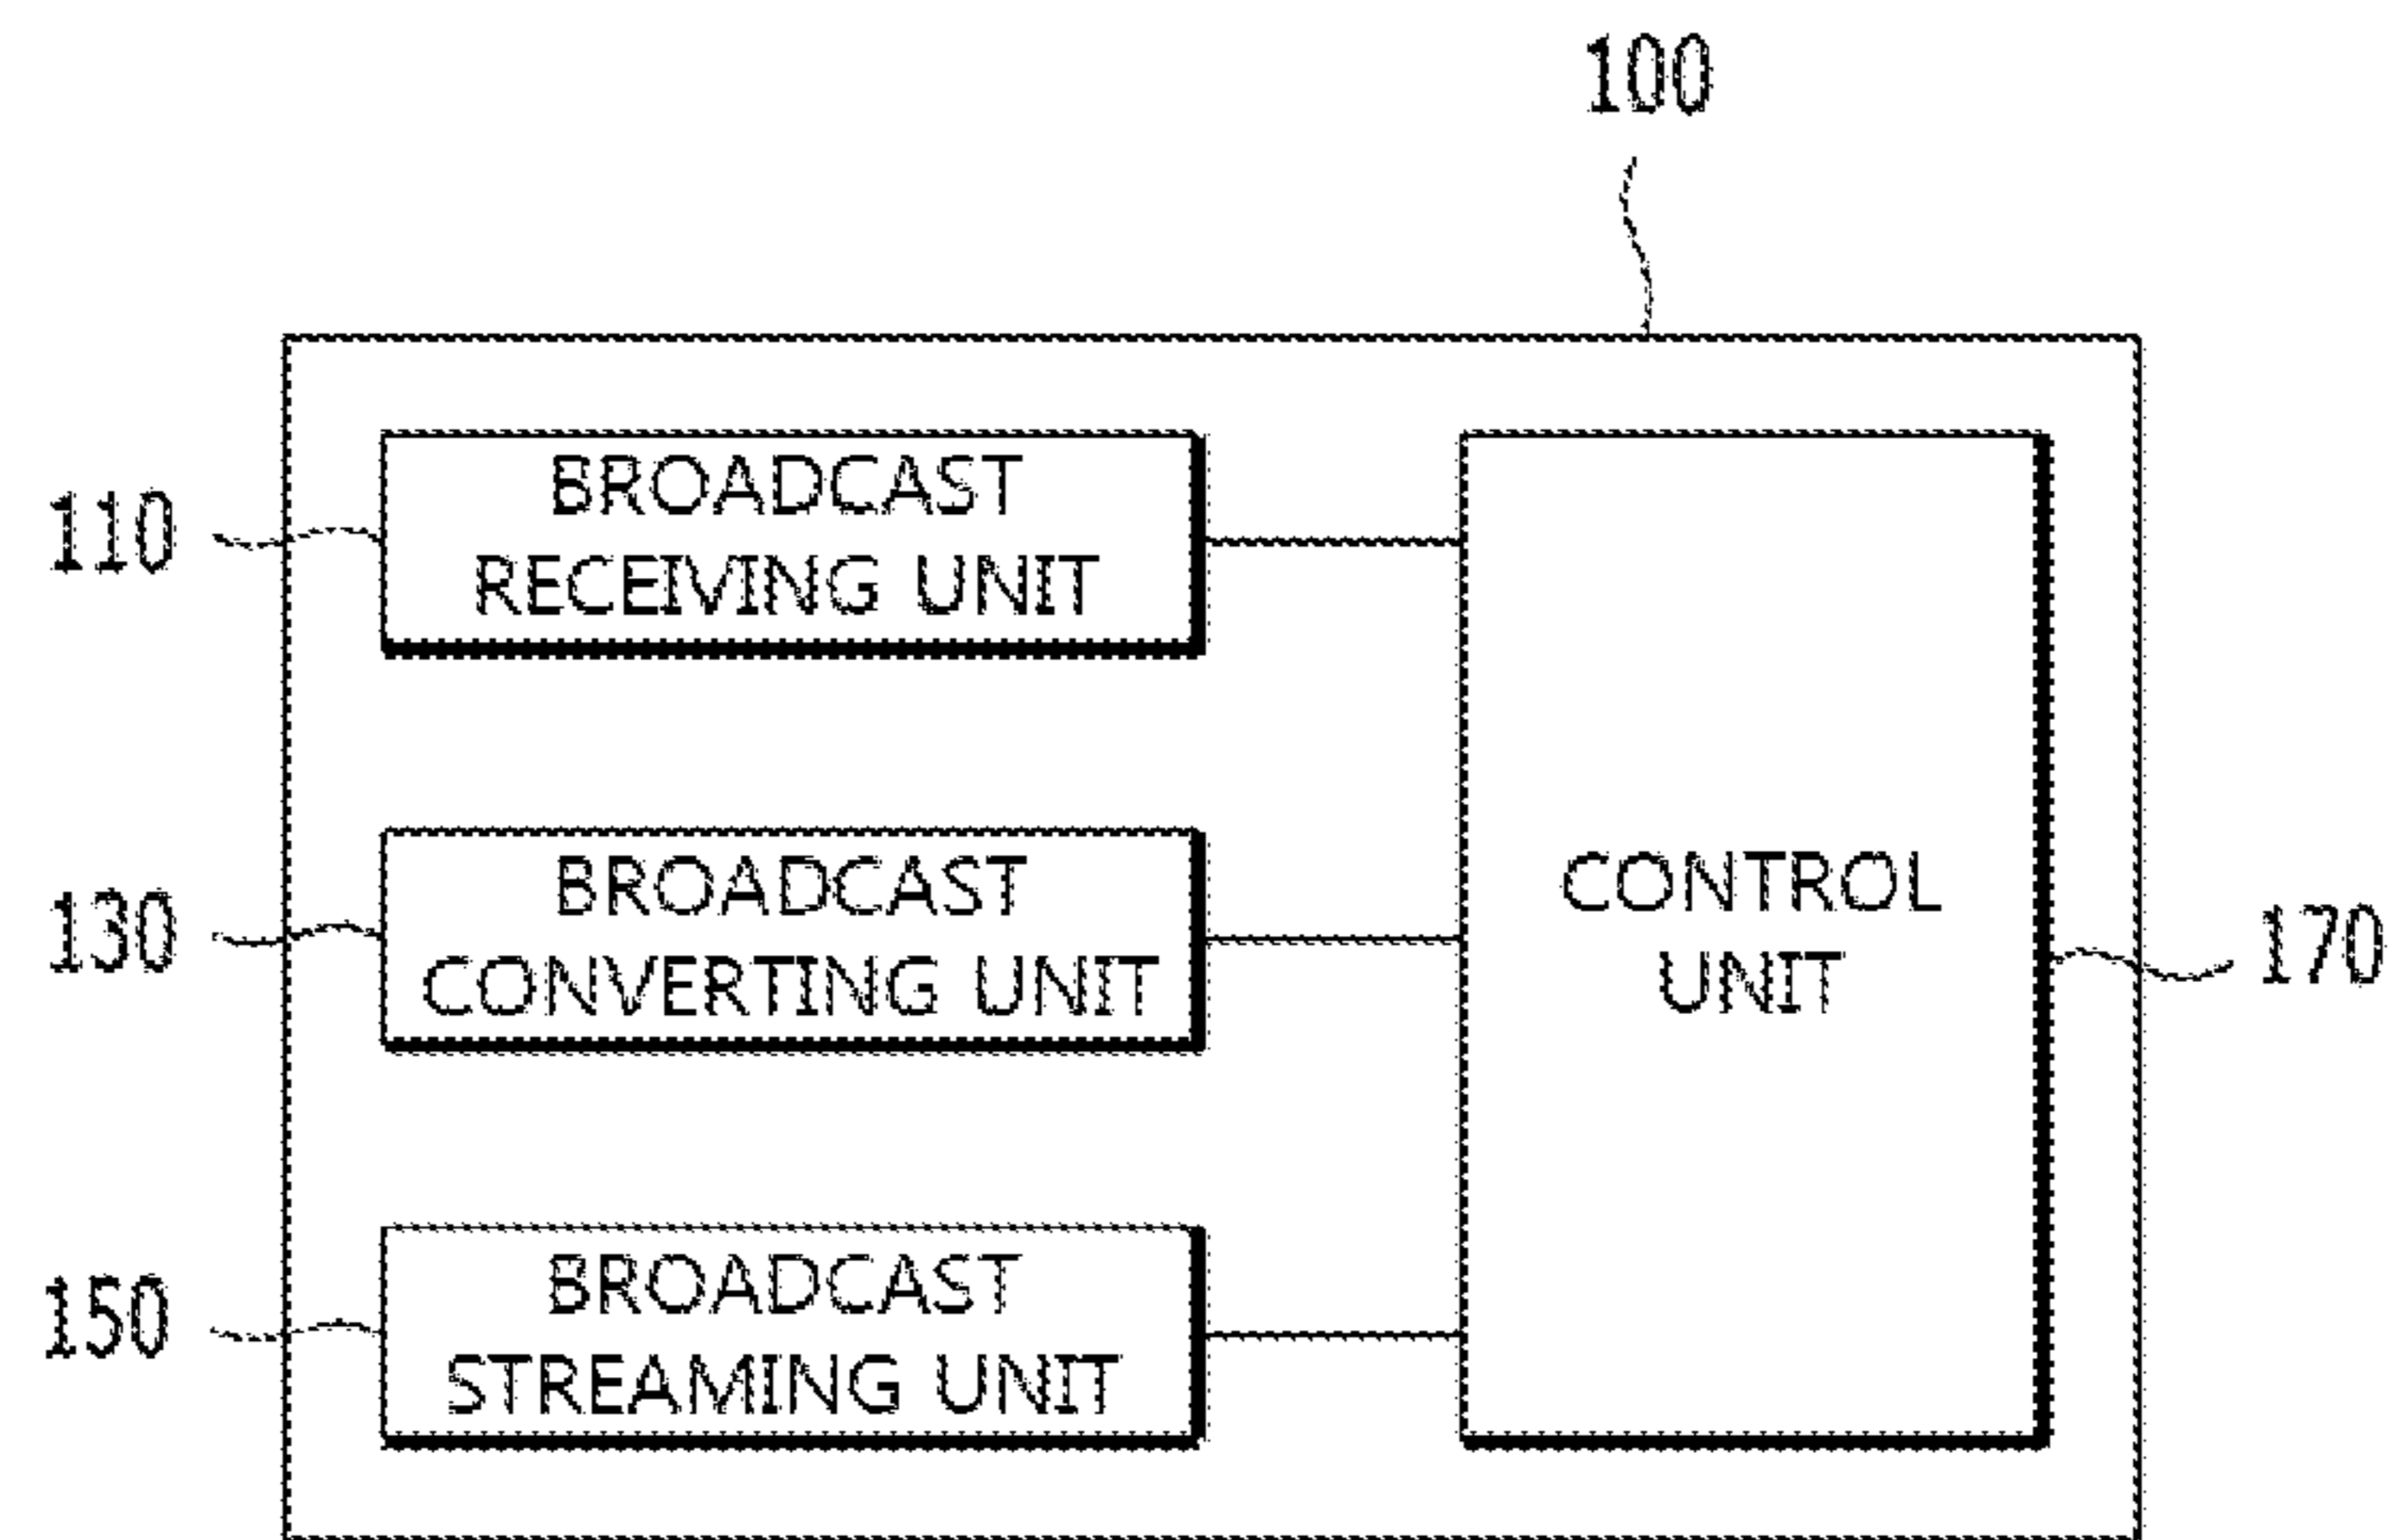 100
110
BROADCAST
RECEIVING UNIT
130
BROADCAST
CONVERTING UNIT
CONTROL
UNIT
170
150
BROADCAST
STREAMING UNIT